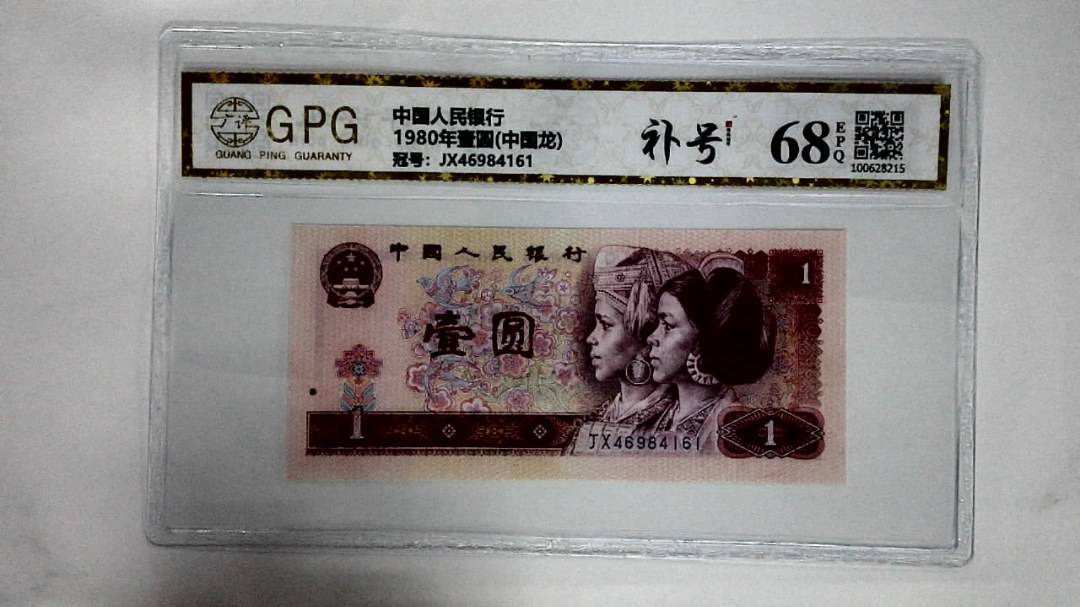 GPG
GUANG PING GUARANTY
中国人民银行
1980年壹圆(中国龙)
冠号: JX46984161
补号
68
EPQ
100628215
中国人民银行
1
壹圆
1
JX46984161
1